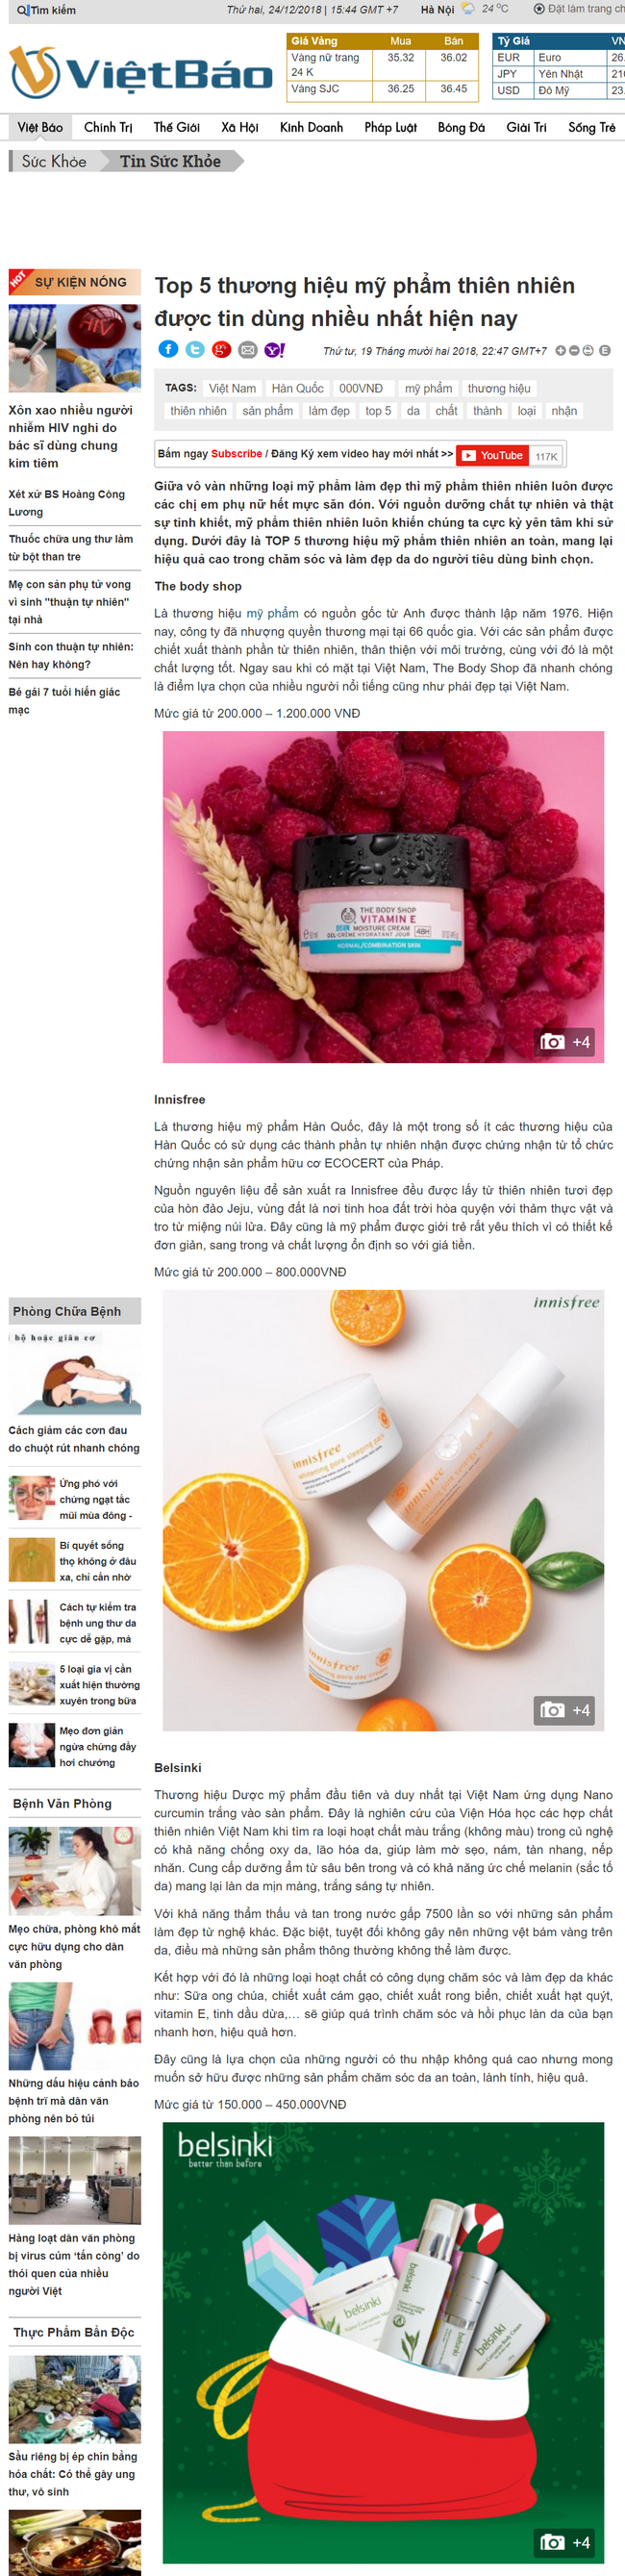 Tìm kiếm
Thứ hai, 24/12/2018 | 15:44 GMT +7
Hà Nội
24 °C
Đặt làm trang ch
ViệtBáo
Giá Vàng Mua Bán
Vàng nữ trang 24 K 35.32 36.02
Vàng SJC 36.25 36.45
Tỷ Giá VN
EUR Euro 26.
JPY Yên Nhật 210
USD Đô Mỹ 23.
Việt Báo Chính Trị Thế Giới Xã Hội Kinh Doanh Pháp Luật Bóng Đá Giải Trí Sống Trẻ
Sức Khỏe Tin Sức Khỏe
HOT SỰ KIỆN NÓNG
HIV
Xôn xao nhiều người
nhiễm HIV nghi do
bác sĩ dùng chung
kim tiêm
Xét xử BS Hoàng Công
Lương
Thuốc chữa ung thư làm
từ bột than tre
Mẹ con sản phụ tử vong
vì sinh "thuận tự nhiên"
tại nhà
Sinh con thuận tự nhiên:
Nên hay không?
Bé gái 7 tuổi hiến giác
mạc
Top 5 thương hiệu mỹ phẩm thiên nhiên
được tin dùng nhiều nhất hiện nay
Thứ tư, 19 Tháng mười hai 2018, 22:47 GMT+7
TAGS: Việt Nam Hàn Quốc 000VNĐ mỹ phẩm thương hiệu
thiên nhiên sản phẩm làm đẹp top 5 da chất thành loại nhận
Bấm ngay Subscribe / Đăng Ký xem video hay mới nhất >> YouTube 117K
Giữa vô vàn những loại mỹ phẩm làm đẹp thì mỹ phẩm thiên nhiên luôn được
các chị em phụ nữ hết mực săn đón. Với nguồn dưỡng chất tự nhiên và thật
sự tinh khiết, mỹ phẩm thiên nhiên luôn khiến chúng ta cực kỳ yên tâm khi sử
dụng. Dưới đây là TOP 5 thương hiệu mỹ phẩm thiên nhiên an toàn, mang lại
hiệu quả cao trong chăm sóc và làm đẹp da do người tiêu dùng bình chọn.
The body shop
Là thương hiệu mỹ phẩm có nguồn gốc từ Anh được thành lập năm 1976. Hiện
nay, công ty đã nhượng quyền thương mại tại 66 quốc gia. Với các sản phẩm được
chiết xuất thành phần từ thiên nhiên, thân thiện với môi trường, cùng với đó là một
chất lượng tốt. Ngay sau khi có mặt tại Việt Nam, The Body Shop đã nhanh chóng
là điểm lựa chọn của nhiều người nổi tiếng cũng như phái đẹp tại Việt Nam.
Mức giá từ 200.000 – 1.200.000 VNĐ
THE BODY SHOP
VITAMIN E
MOISTURE CREAM
GEL-CRÈME HYDRATANT JOUR 48H
NORMAL/COMBINATION SKIN
+4
Innisfree
Là thương hiệu mỹ phẩm Hàn Quốc, đây là một trong số ít các thương hiệu của
Hàn Quốc có sử dụng các thành phần tự nhiên nhận được chứng nhận từ tổ chức
chứng nhận sản phẩm hữu cơ ECOCERT của Pháp.
Nguồn nguyên liệu để sản xuất ra Innisfree đều được lấy từ thiên nhiên tươi đẹp
của hòn đảo Jeju, vùng đất là nơi tinh hoa đất trời hòa quyện với thảm thực vật và
tro từ miệng núi lửa. Đây cũng là mỹ phẩm được giới trẻ rất yêu thích vì có thiết kế
đơn giản, sang trọng và chất lượng ổn định so với giá tiền.
Mức giá từ 200.000 – 800.000VNĐ
innisfree
innisfree
whitening pore sleeping pack
innisfree
innisfree
whitening pore day cream
+4
Phòng Chữa Bệnh
bộ hoặc giãn cơ
Cách giảm các cơn đau
do chuột rút nhanh chóng
Ứng phó với
chứng ngạt tắc
mũi mùa đông -
Bí quyết sống
thọ không ở đâu
xa, chỉ cần nhờ
Cách tự kiểm tra
bệnh ung thư da
cực dễ gặp, mà
5 loại gia vị cần
xuất hiện thường
xuyên trong bữa
Mẹo đơn giản
ngừa chứng đầy
hơi chướng
Bệnh Văn Phòng
Mẹo chữa, phòng khô mắt
cực hữu dụng cho dân
văn phòng
Những dấu hiệu cảnh báo
bệnh trĩ mà dân văn
phòng nên bỏ túi
Hàng loạt dân văn phòng
bị virus cúm ‘tấn công’ do
thói quen của nhiều
người Việt
Thực Phẩm Bẩn Độc
Sầu riêng bị ép chín bằng
hóa chất: Có thể gây ung
thư, vô sinh
Belsinki
Thương hiệu Dược mỹ phẩm đầu tiên và duy nhất tại Việt Nam ứng dụng Nano
curcumin trắng vào sản phẩm. Đây là nghiên cứu của Viện Hóa học các hợp chất
thiên nhiên Việt Nam khi tìm ra loại hoạt chất màu trắng (không màu) trong củ nghệ
có khả năng chống oxy da, lão hóa da, giúp làm mờ sẹo, nám, tàn nhang, nếp
nhăn. Cung cấp dưỡng ẩm từ sâu bên trong và có khả năng ức chế melanin (sắc tố
da) mang lại làn da mịn màng, trắng sáng tự nhiên.
Với khả năng thẩm thấu và tan trong nước gấp 7500 lần so với những sản phẩm
làm đẹp từ nghệ khác. Đặc biệt, tuyệt đối không gây nên những vệt bám vàng trên
da, điều mà những sản phẩm thông thường không thể làm được.
Kết hợp với đó là những loại hoạt chất có công dụng chăm sóc và làm đẹp da khác
như: Sữa ong chúa, chiết xuất cám gạo, chiết xuất rong biển, chiết xuất hạt quýt,
vitamin E, tinh dầu dừa,… sẽ giúp quá trình chăm sóc và hồi phục làn da của bạn
nhanh hơn, hiệu quả hơn.
Đây cũng là lựa chọn của những người có thu nhập không quá cao nhưng mong
muốn sở hữu được những sản phẩm chăm sóc da an toàn, lành tính, hiệu quả.
Mức giá từ 150.000 – 450.000VNĐ
belsinki
better than before
belsinki
belsinki
belsinki
+4